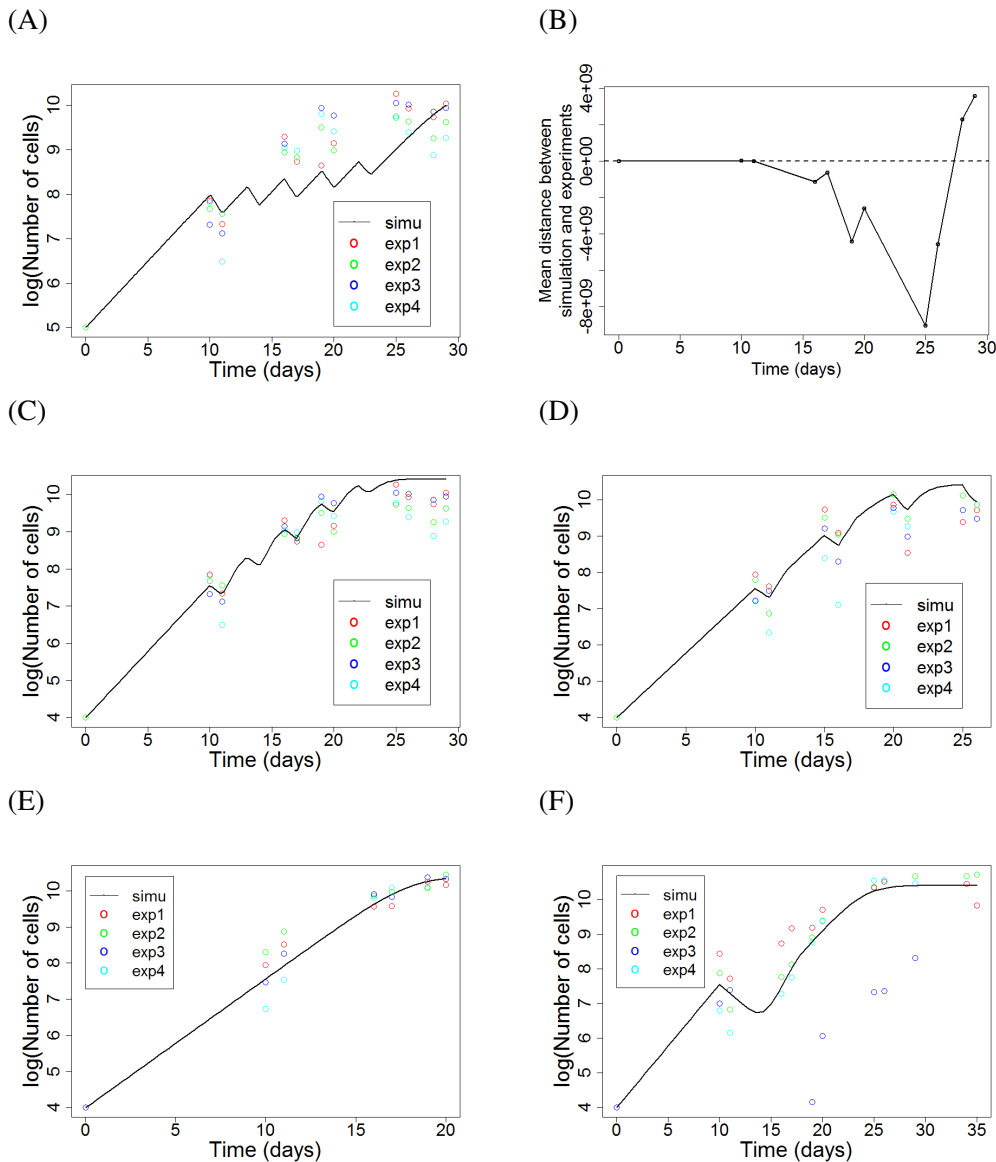 (A)
log(Number of cells)
10
9
8
7
6
5
simu
exp1
exp2
exp3
exp4
0 5 10 15 20 25 30
Time (days)
(B)
Mean distance between
simulation and experiments
4e+09
0e+00
-4e+09
-8e+09
0 5 10 15 20 25 30
Time (days)
(C)
log(Number of cells)
10
9
8
7
6
5
4
simu
exp1
exp2
exp3
exp4
0 5 10 15 20 25 30
Time (days)
(D)
log(Number of cells)
10
9
8
7
6
5
4
simu
exp1
exp2
exp3
exp4
0 5 10 15 20 25
Time (days)
(E)
log(Number of cells)
10
9
8
7
6
5
4
simu
exp1
exp2
exp3
exp4
0 5 10 15 20
Time (days)
(F)
log(Number of cells)
10
9
8
7
6
5
4
simu
exp1
exp2
exp3
exp4
0 5 10 15 20 25 30 35
Time (days)